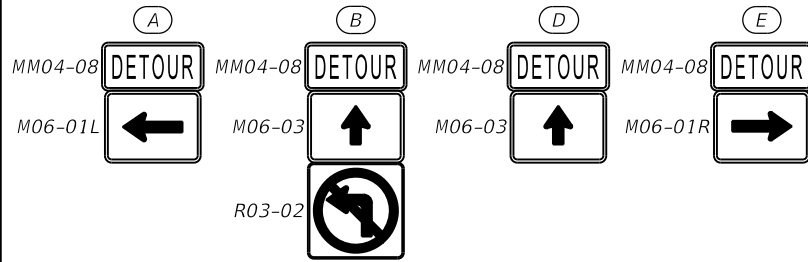 A B D E
MM04-08 DETOUR MM04-08 DETOUR MM04-08 DETOUR MM04-08 DETOUR
M06-01L M06-03 M06-03 M06-01R
R03-02